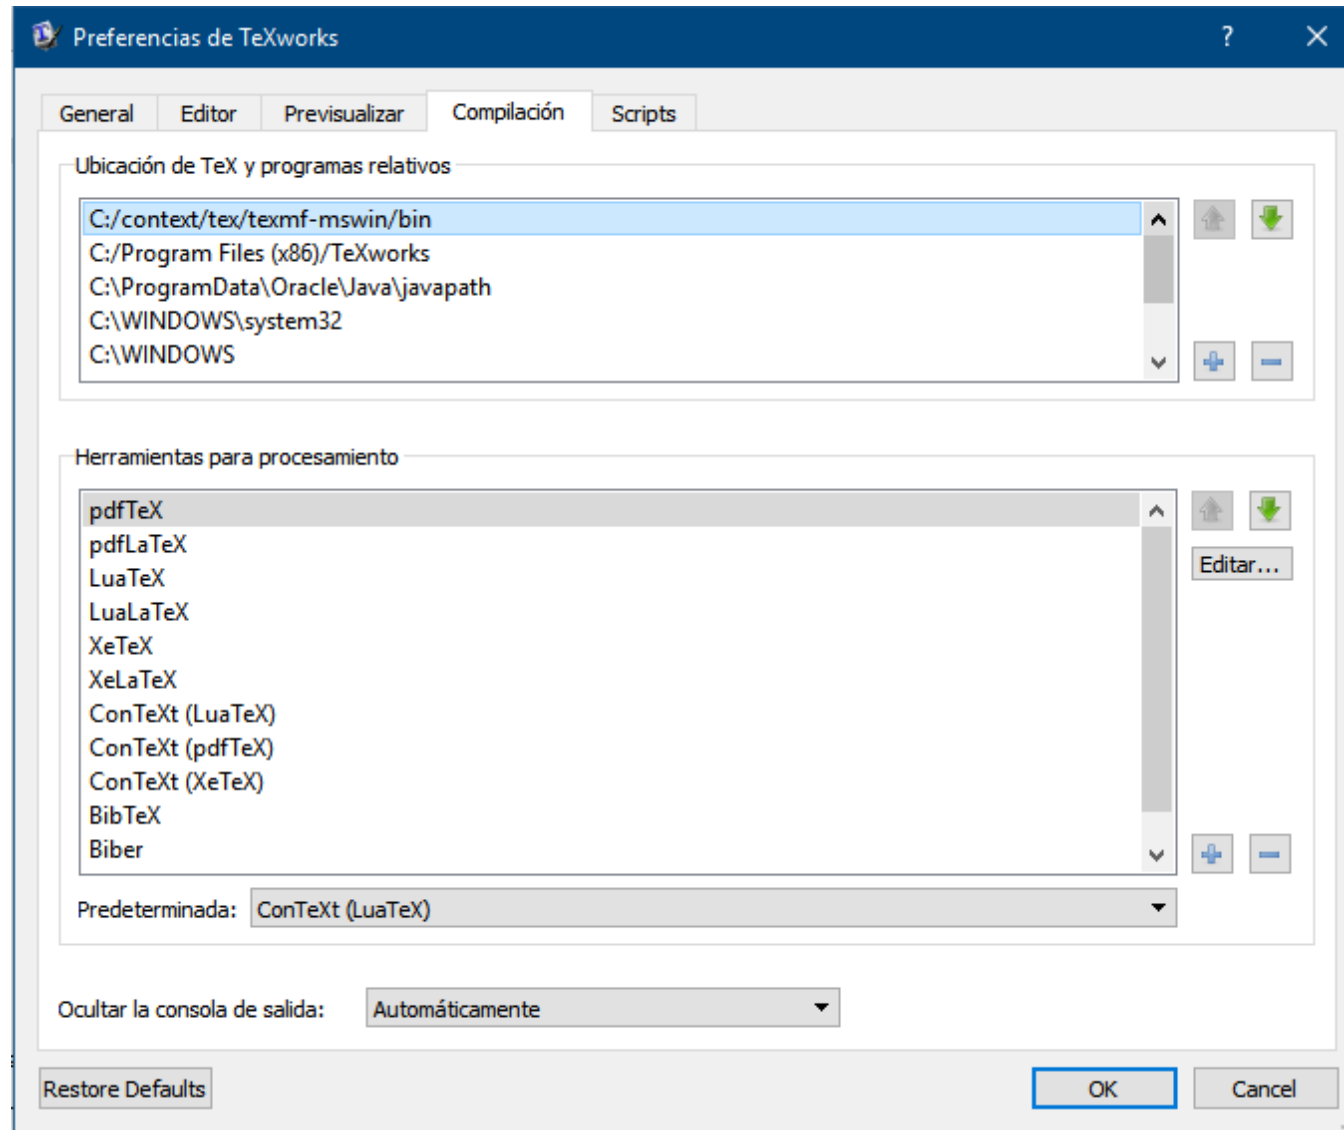 Preferencias de TeXworks
?
General Editor Previsualizar Compilación Scripts
Ubicación de TeX y programas relativos
C:/context/tex/texmf-mswin/bin
C:/Program Files (x86)/TeXworks
C:\ProgramData\Oracle\Java\javapath
C:\WINDOWS\system32
C:\WINDOWS
Herramientas para procesamiento
pdfTeX
pdfLaTeX
Editar...
LuaTeX
LuaLaTeX
XeTeX
XeLaTeX
ConTeXt (LuaTeX)
ConTeXt (pdfTeX)
ConTeXt (XeTeX)
BibTeX
Biber
Predeterminada: ConTeXt (LuaTeX)
Ocultar la consola de salida: Automáticamente
Restore Defaults OK Cancel